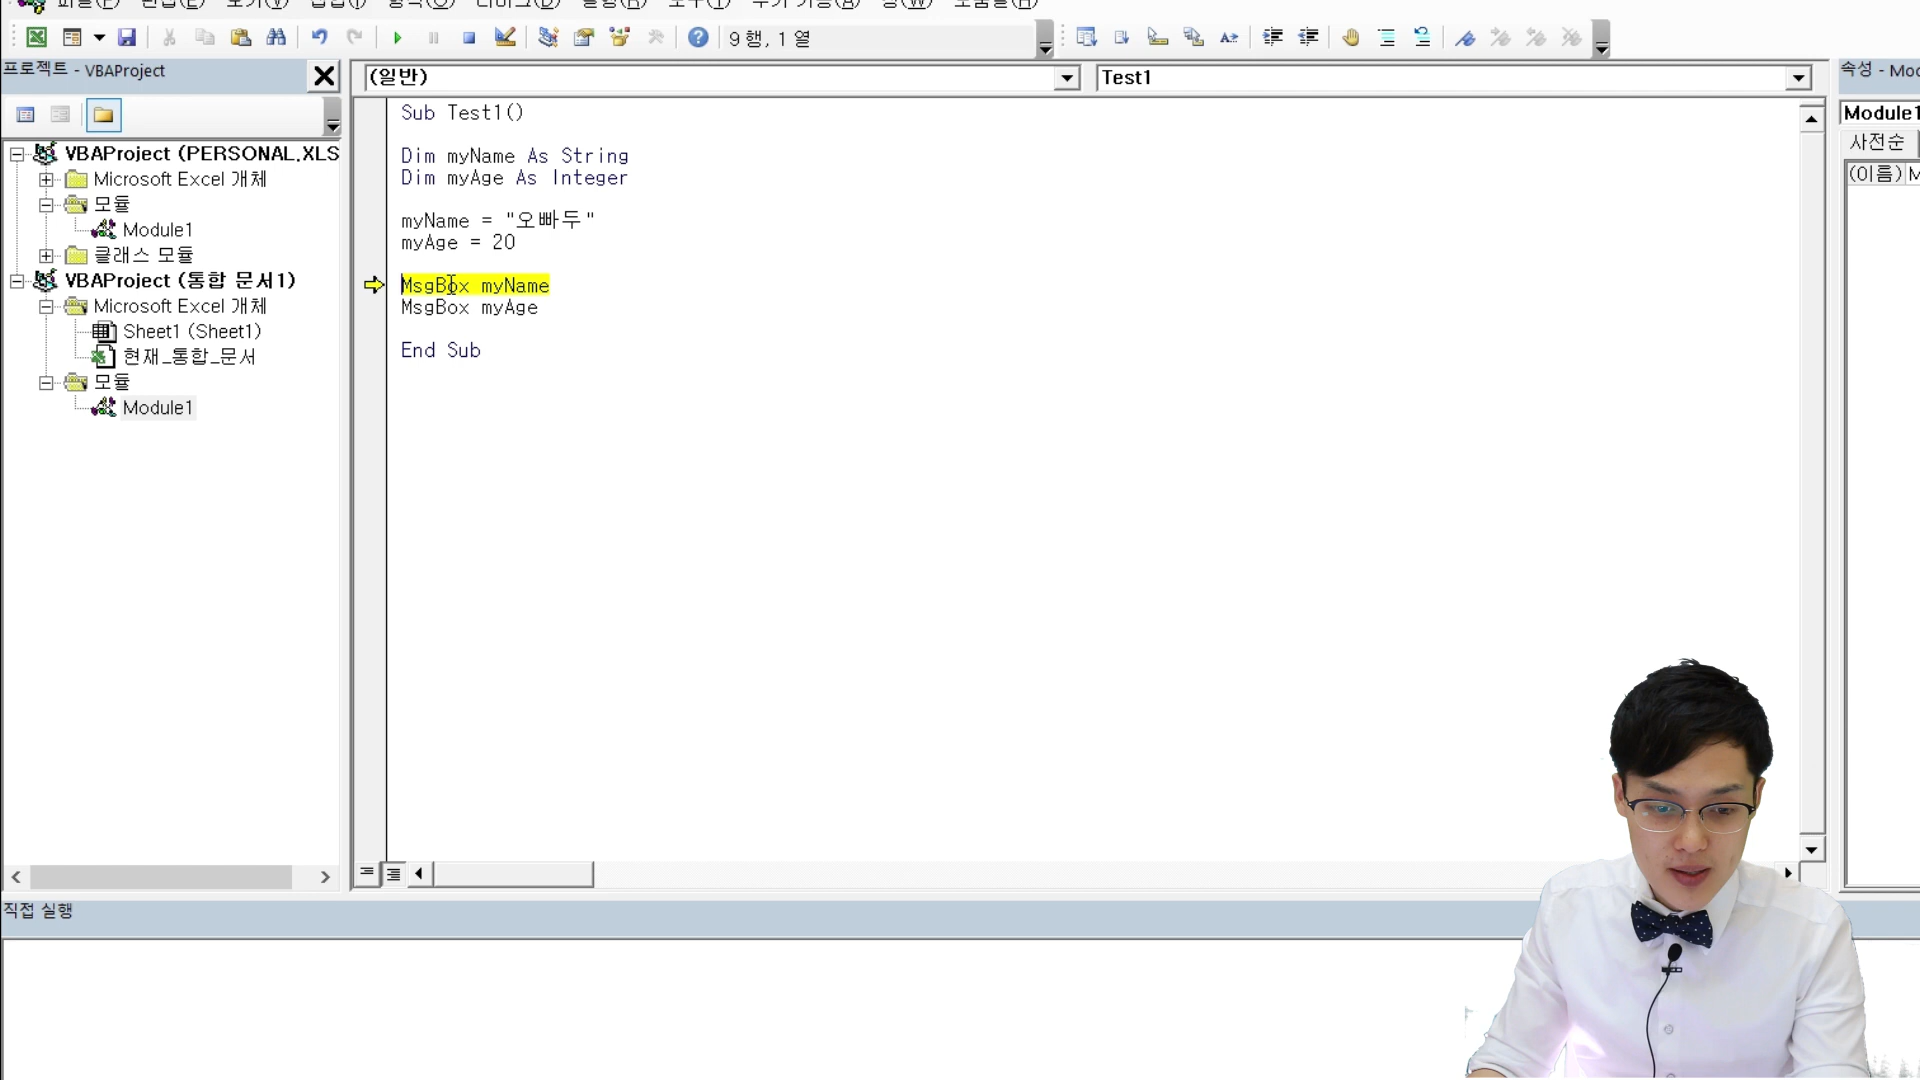 9행, 1 열
프로젝트 - VBAProject
(일반)
Test1
속성 - Mod
VBAProject (PERSONAL.XLS
Microsoft Excel 개체
모듈
Module1
클래스 모듈
VBAProject (통합 문서1)
Microsoft Excel 개체
Sheet1 (Sheet1)
현재_통합_문서
모듈
Module1
Sub Test1()
Dim myName As String
Dim myAge As Integer
myName = "오빠두"
myAge = 20
MsgBox myName
MsgBox myAge
End Sub
Module1
사전순
(이름) M
직접 실행